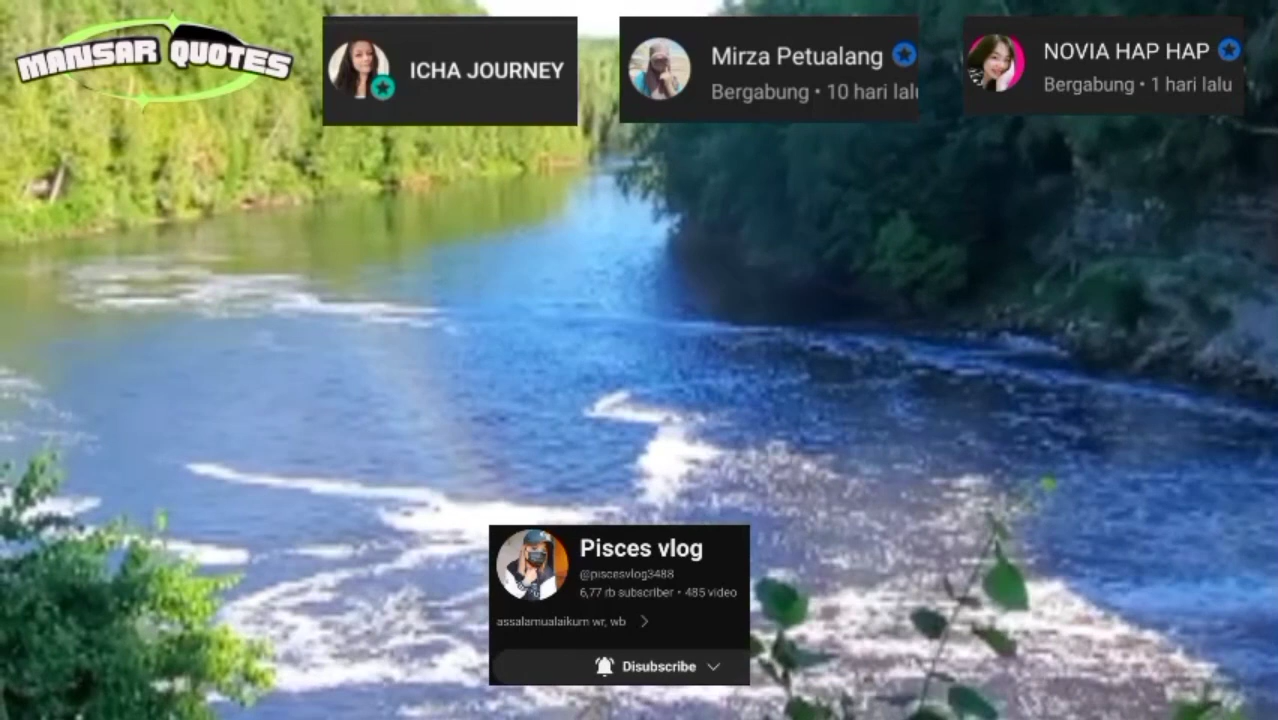 MANSAR QUOTES
ICHA JOURNEY
Mirza Petualang
Bergabung • 10 hari lalu
NOVIA HAP HAP
Bergabung • 1 hari lalu
Pisces vlog
@piscesvlog3488
6,77 rb subscriber • 485 video
assalamualaikum wr, wb
Disubscribe